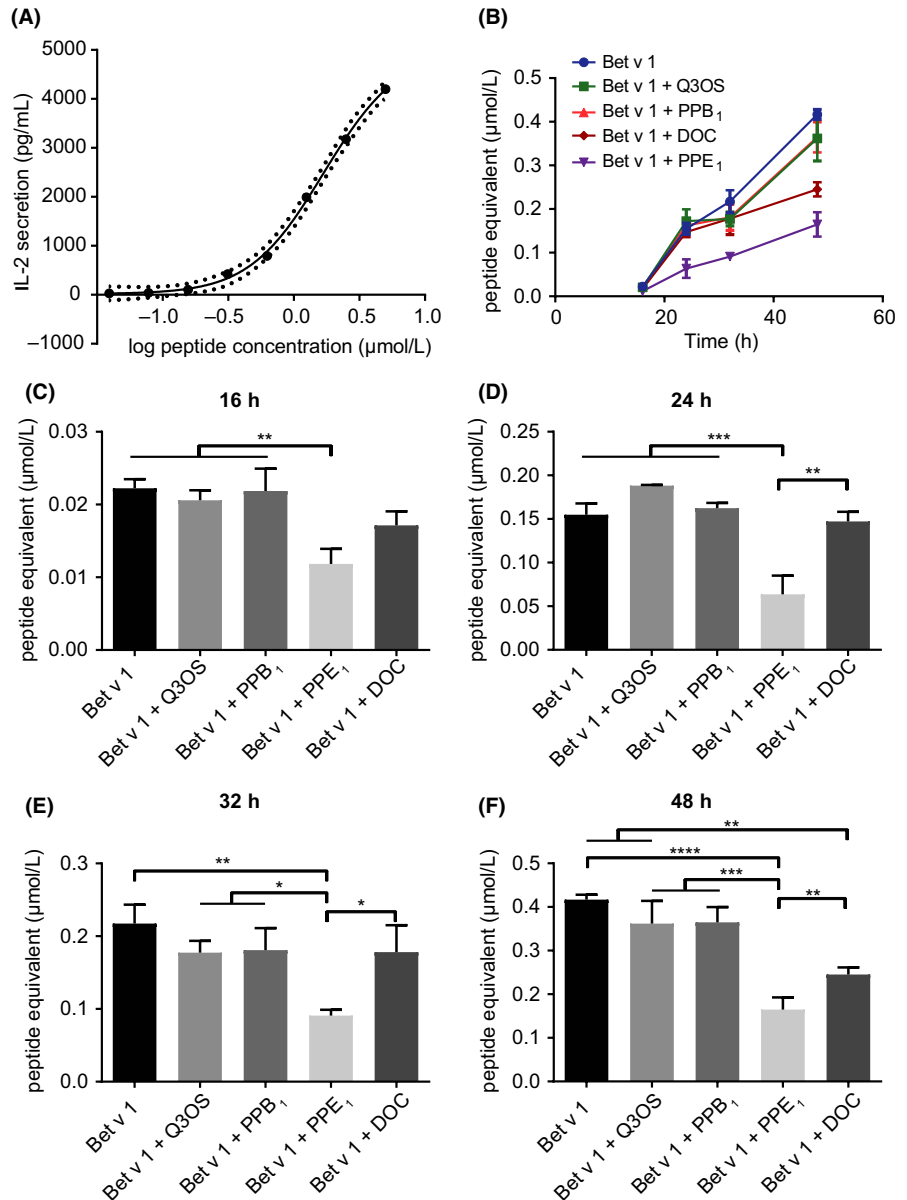 (A)
5000
4000
3000
2000
1000
0
–1000
IL-2 secretion (pg/mL)
–1.0
–0.5
0.0
0.5
1.0
log peptide concentration (µmol/L)
(B)
Bet v 1
Bet v 1 + Q3OS
Bet v 1 + PPB1
Bet v 1 + DOC
Bet v 1 + PPE1
0.5
0.4
0.3
0.2
0.1
0.0
peptide equivalent (µmol/L)
0
20
40
60
Time (h)
(C)
16 h
**
0.03
0.02
0.01
0.00
peptide equivalent (µmol/L)
Bet v 1
Bet v 1 + Q3OS
Bet v 1 + PPB1
Bet v 1 + PPE1
Bet v 1 + DOC
(D)
24 h
***
**
0.25
0.20
0.15
0.10
0.05
0.00
peptide equivalent (µmol/L)
Bet v 1
Bet v 1 + Q3OS
Bet v 1 + PPB1
Bet v 1 + PPE1
Bet v 1 + DOC
(E)
32 h
**
*
*
0.3
0.2
0.1
0.0
peptide equivalent (µmol/L)
Bet v 1
Bet v 1 + Q3OS
Bet v 1 + PPB1
Bet v 1 + PPE1
Bet v 1 + DOC
(F)
48 h
**
****
***
**
0.4
0.3
0.2
0.1
0.0
peptide equivalent (µmol/L)
Bet v 1
Bet v 1 + Q3OS
Bet v 1 + PPB1
Bet v 1 + PPE1
Bet v 1 + DOC